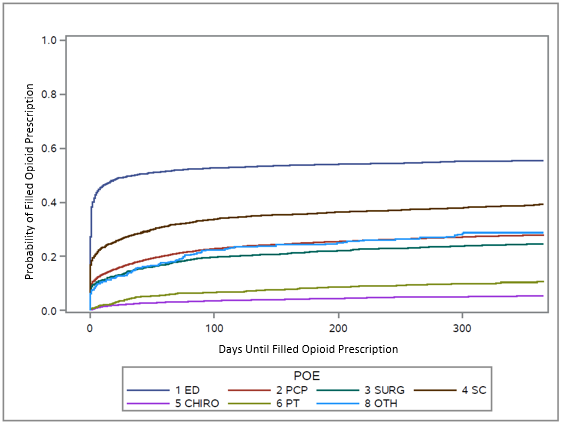 Probability of Filled Opioid Prescription
1.0
0.8
0.6
0.4
0.2
0.0
0 100 200 300
Days Until Filled Opioid Prescription
POE
1 ED 2 PCP 3 SURG 4 SC
5 CHIRO 6 PT 8 OTH